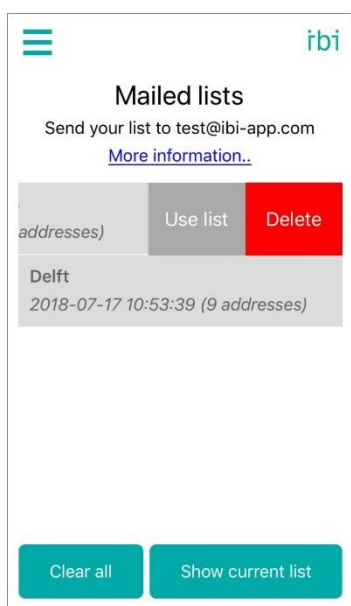 ibi
Mailed lists
Send your list to test@ibi-app.com
More information..
addresses)
Use list
Delete
Delft
2018-07-17 10:53:39 (9 addresses)
Clear all
Show current list